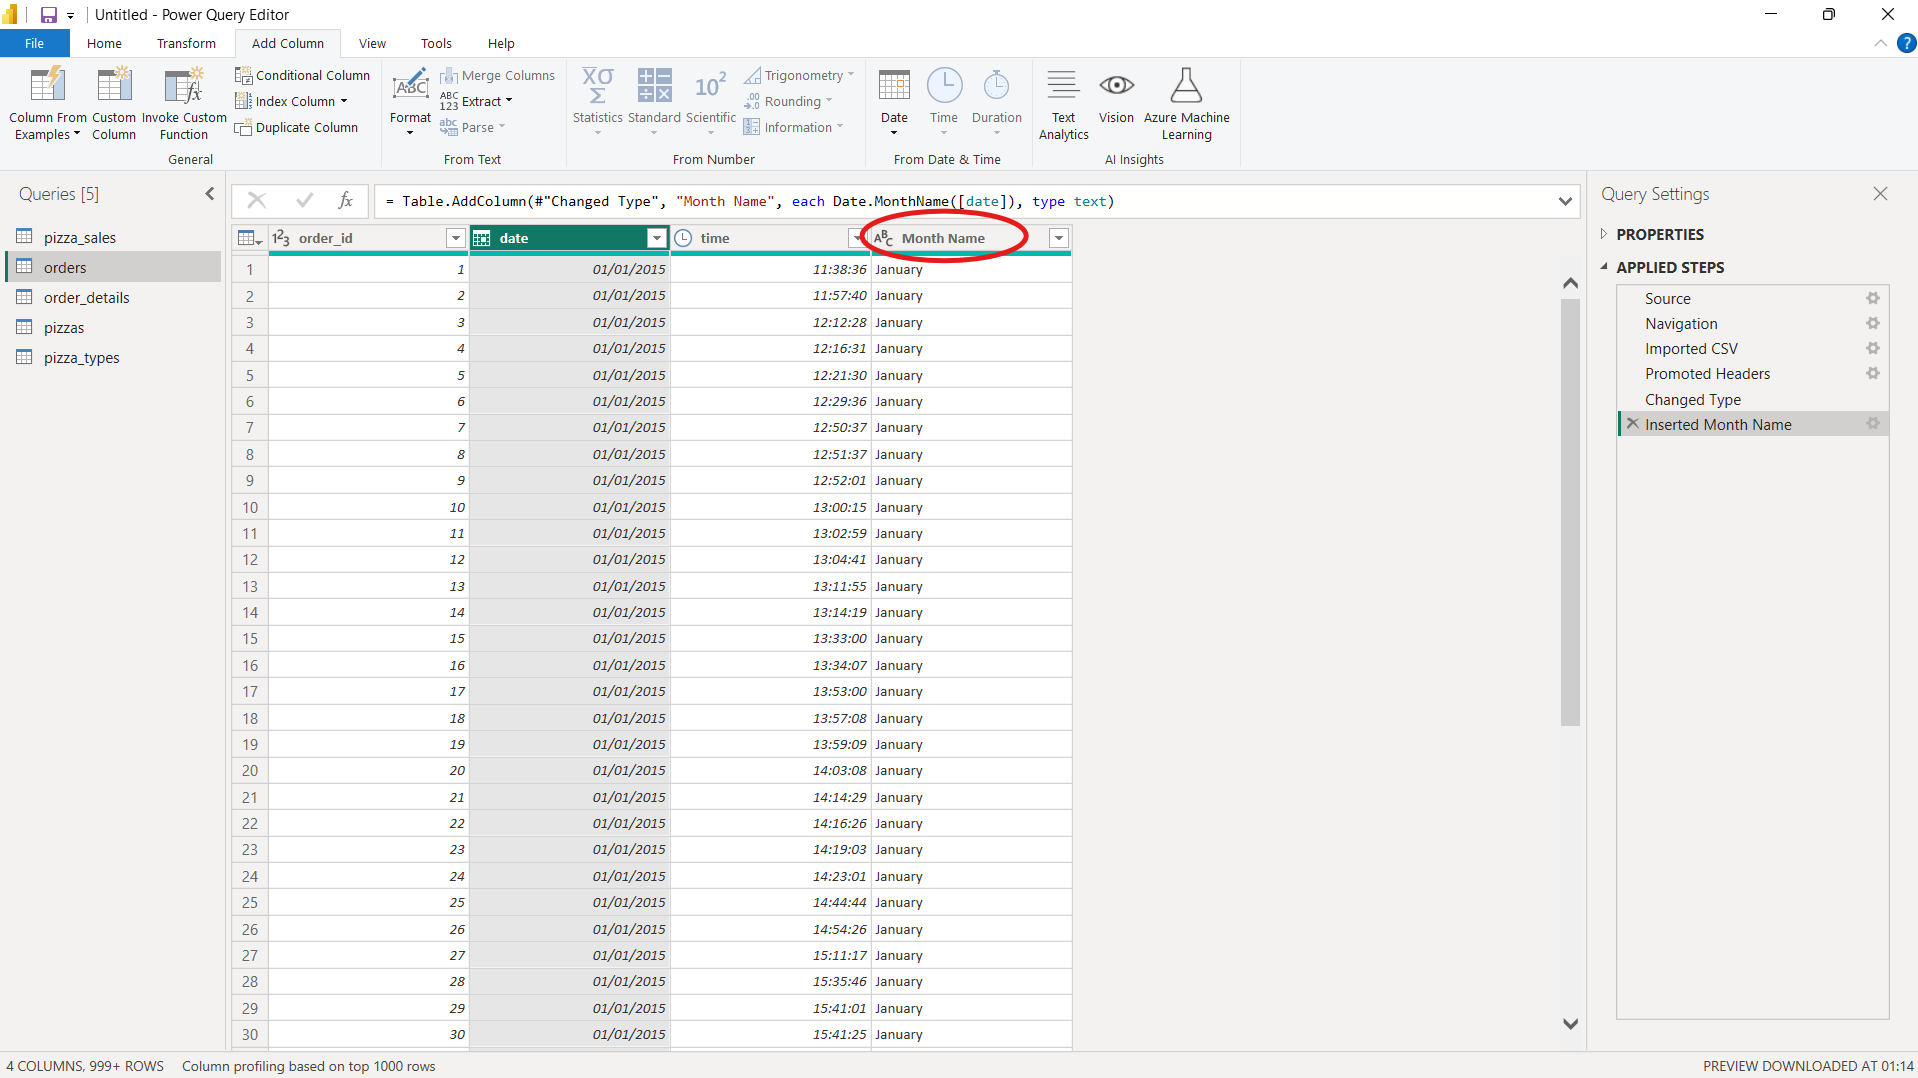 Untitled - Power Query Editor
File Home Transform Add Column View Tools Help ?
Column From Examples
Custom Column
Invoke Custom Function
Conditional Column
Index Column
Duplicate Column
General
ABC Format
Merge Columns
ABC 123 Extract
abc Parse
From Text
XΣσ Statistics
Standard
10² Scientific
Trigonometry
.00 Rounding
Information
From Number
Date
Time
Duration
From Date & Time
Text Analytics
Vision
Azure Machine Learning
AI Insights
Queries [5]
pizza_sales
orders
order_details
pizzas
pizza_types
fx = Table.AddColumn(#"Changed Type", "Month Name", each Date.MonthName([date]), type text)
123 order_id date time ABC Month Name
1 1 01/01/2015 11:38:36 January
2 2 01/01/2015 11:57:40 January
3 3 01/01/2015 12:12:28 January
4 4 01/01/2015 12:16:31 January
5 5 01/01/2015 12:21:30 January
6 6 01/01/2015 12:29:36 January
7 7 01/01/2015 12:50:37 January
8 8 01/01/2015 12:51:37 January
9 9 01/01/2015 12:52:01 January
10 10 01/01/2015 13:00:15 January
11 11 01/01/2015 13:02:59 January
12 12 01/01/2015 13:04:41 January
13 13 01/01/2015 13:11:55 January
14 14 01/01/2015 13:14:19 January
15 15 01/01/2015 13:33:00 January
16 16 01/01/2015 13:34:07 January
17 17 01/01/2015 13:53:00 January
18 18 01/01/2015 13:57:08 January
19 19 01/01/2015 13:59:09 January
20 20 01/01/2015 14:03:08 January
21 21 01/01/2015 14:14:29 January
22 22 01/01/2015 14:16:26 January
23 23 01/01/2015 14:19:03 January
24 24 01/01/2015 14:23:01 January
25 25 01/01/2015 14:44:44 January
26 26 01/01/2015 14:54:26 January
27 27 01/01/2015 15:11:17 January
28 28 01/01/2015 15:35:46 January
29 29 01/01/2015 15:41:01 January
30 30 01/01/2015 15:41:25 January
Query Settings
PROPERTIES
APPLIED STEPS
Source
Navigation
Imported CSV
Promoted Headers
Changed Type
Inserted Month Name
4 COLUMNS, 999+ ROWS Column profiling based on top 1000 rows
PREVIEW DOWNLOADED AT 01:14